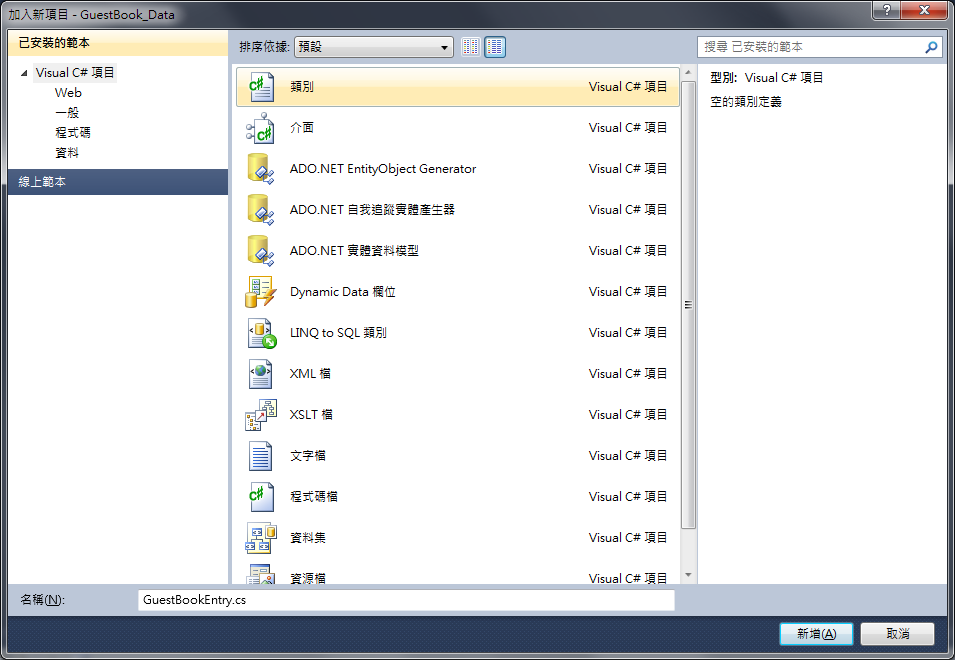 加入新項目 - GuestBook_Data
已安裝的範本
Visual C# 項目
Web
一般
程式碼
資料
線上範本
排序依據: 預設
類別 Visual C# 項目
介面 Visual C# 項目
ADO.NET EntityObject Generator Visual C# 項目
ADO.NET 自我追蹤實體產生器 Visual C# 項目
ADO.NET 實體資料模型 Visual C# 項目
Dynamic Data 欄位 Visual C# 項目
LINQ to SQL 類別 Visual C# 項目
XML 檔 Visual C# 項目
XSLT 檔 Visual C# 項目
文字檔 Visual C# 項目
程式碼檔 Visual C# 項目
資料集 Visual C# 項目
資源檔 Visual C# 項目
搜尋 已安裝的範本
型別: Visual C# 項目
空的類別定義
名稱(N): GuestBookEntry.cs
新增(A) 取消